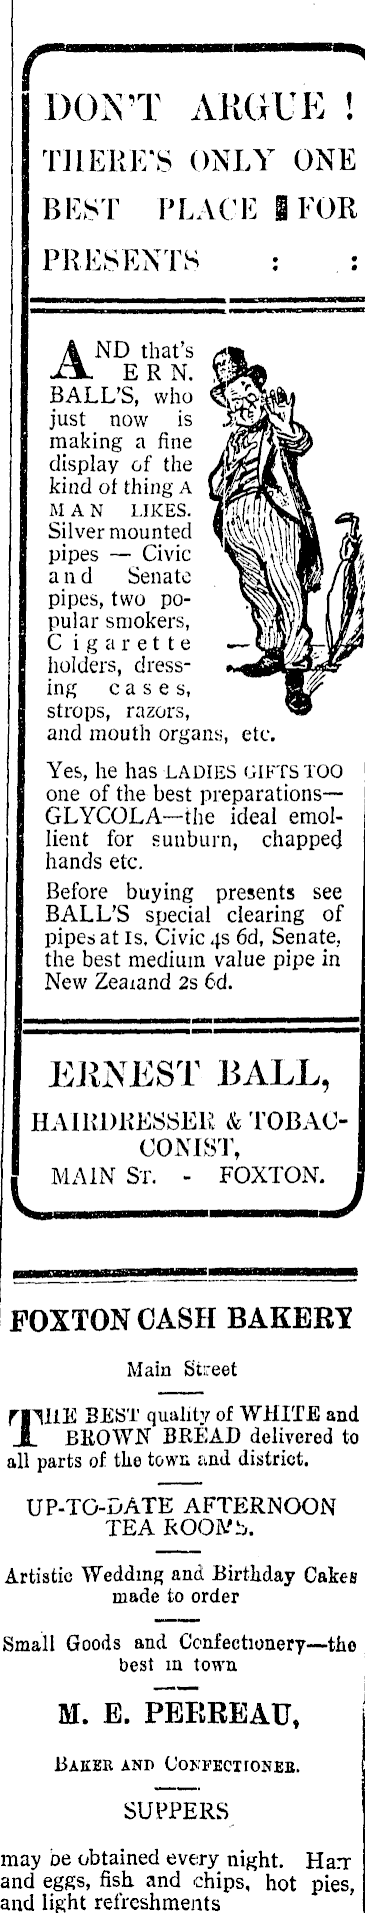 DON'T ARGUE !
THERE'S ONLY ONE
BEST PLACE FOR
PRESENTS : :
AND that's
ERN.
BALL'S, who
just now is
making a fine
display of the
kind of thing A
MAN LIKES.
Silver mounted
pipes — Civic
and Senate
pipes, two po-
pular smokers,
Cigarette
holders, dress-
ing cases,
strops, razors,
and mouth organs, etc.
Yes, he has LADIES GIFTS TOO
one of the best preparations—
GLYCOLA—the ideal emol-
lient for sunburn, chapped
hands etc.
Before buying presents see
BALL'S special clearing of
pipes at 1s, Civic 4s 6d, Senate,
the best medium value pipe in
New Zealand 2s 6d.
ERNEST BALL,
HAIRDRESSER & TOBAC-
CONIST,
MAIN ST. - FOXTON.
FOXTON CASH BAKERY
Main Street
THE BEST quality of WHITE and
BROWN BREAD delivered to
all parts of the town and district.
UP-TO-DATE AFTERNOON
TEA ROOMS.
Artistic Wedding and Birthday Cakes
made to order
Small Goods and Confectionery—the
best in town
M. E. PERREAU,
BAKER AND CONFECTIONER.
SUPPERS
may be obtained every night. Ham
and eggs, fish and chips, hot pies,
and light refreshments